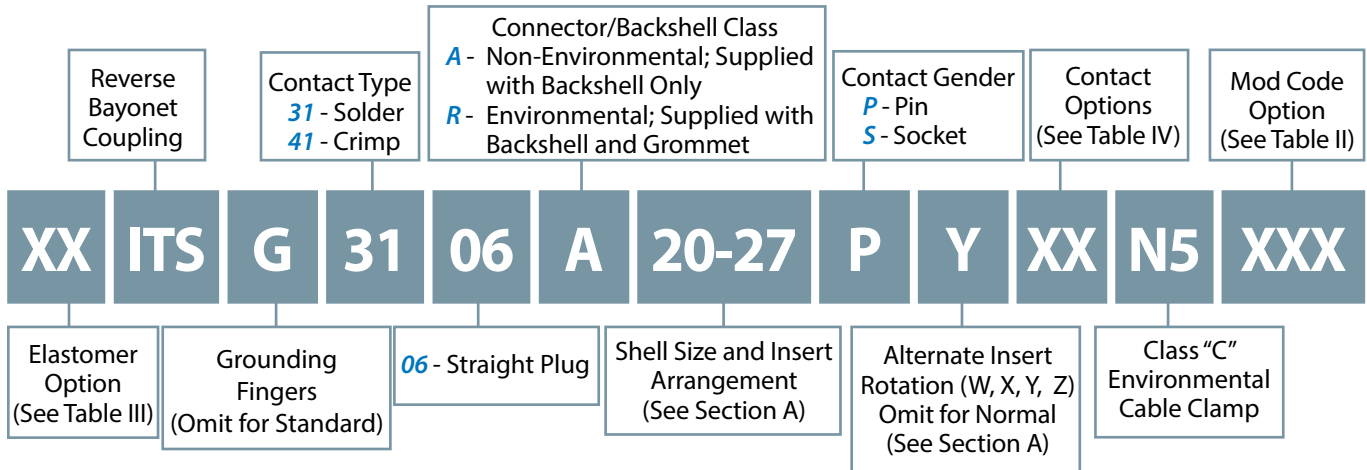 Reverse
Bayonet
Coupling
Contact Type
31 - Solder
41 - Crimp
Connector/Backshell Class
A - Non-Environmental; Supplied
with Backshell Only
R - Environmental; Supplied with
Backshell and Grommet
Contact Gender
P - Pin
S - Socket
Contact
Options
(See Table IV)
Mod Code
Option
(See Table II)
XX ITS G 31 06 A 20-27 P Y XX N5 XXX
Elastomer
Option
(See Table III)
Grounding
Fingers
(Omit for Standard)
06 - Straight Plug
Shell Size and Insert
Arrangement
(See Section A)
Alternate Insert
Rotation (W, X, Y, Z)
Omit for Normal
(See Section A)
Class "C"
Environmental
Cable Clamp